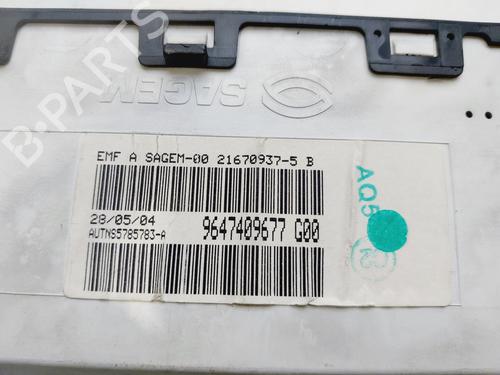 SAGEM
EMF A SAGEM-00 21670937-5 B
28/05/04
9647409677 G00
AUTNS5785783-A
AQ5
B-Parts